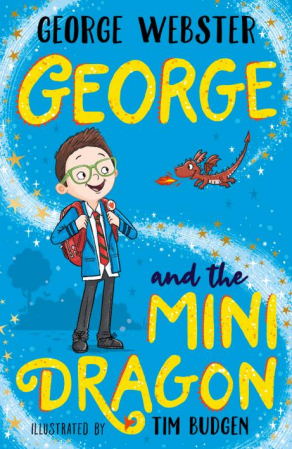 GEORGE WEBSTER
GEORGE
and the
MINI
DRAGON
ILLUSTRATED BY TIM BUDGEN